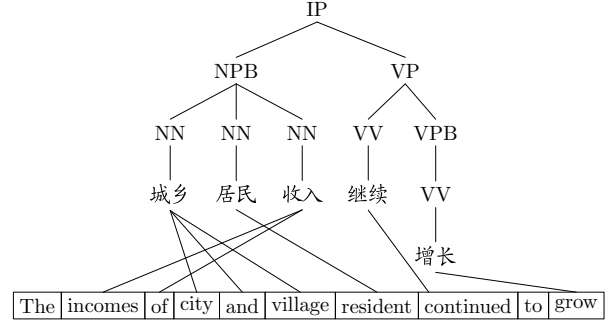 IP
NPB VP
NN NN NN VV VPB
城乡 居民 收入 继续 VV
增长
The incomes of city and village resident continued to grow